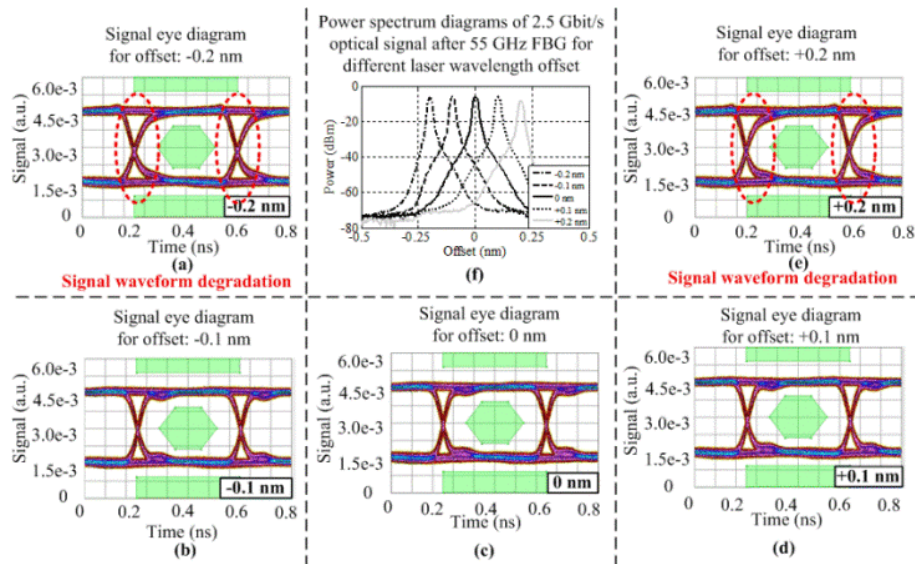 Signal eye diagram
for offset: -0.2 nm
Signal (a.u.)
6.0e-3
4.5e-3
3.0e-3
1.5e-3
0
-0.2 nm
0 0.2 0.4 0.6 0.8
Time (ns)
(a)
Signal waveform degradation
Power spectrum diagrams of 2.5 Gbit/s
optical signal after 55 GHz FBG for
different laser wavelength offset
Power (dBm)
0
-20
-40
-60
-80
-0.2 nm
-0.1 nm
0 nm
+0.1 nm
+0.2 nm
-0.5 -0.25 0 0.25 0.5
Offset (nm)
(f)
Signal eye diagram
for offset: +0.2 nm
Signal (a.u.)
6.0e-3
4.5e-3
3.0e-3
1.5e-3
0
+0.2 nm
0 0.2 0.4 0.6 0.8
Time (ns)
(e)
Signal waveform degradation
Signal eye diagram
for offset: -0.1 nm
Signal (a.u.)
6.0e-3
4.5e-3
3.0e-3
1.5e-3
0
-0.1 nm
0 0.2 0.4 0.6 0.8
Time (ns)
(b)
Signal eye diagram
for offset: 0 nm
Signal (a.u.)
6.0e-3
4.5e-3
3.0e-3
1.5e-3
0
0 nm
0 0.2 0.4 0.6 0.8
Time (ns)
(c)
Signal eye diagram
for offset: +0.1 nm
Signal (a.u.)
6.0e-3
4.5e-3
3.0e-3
1.5e-3
0
+0.1 nm
0 0.2 0.4 0.6 0.8
Time (ns)
(d)